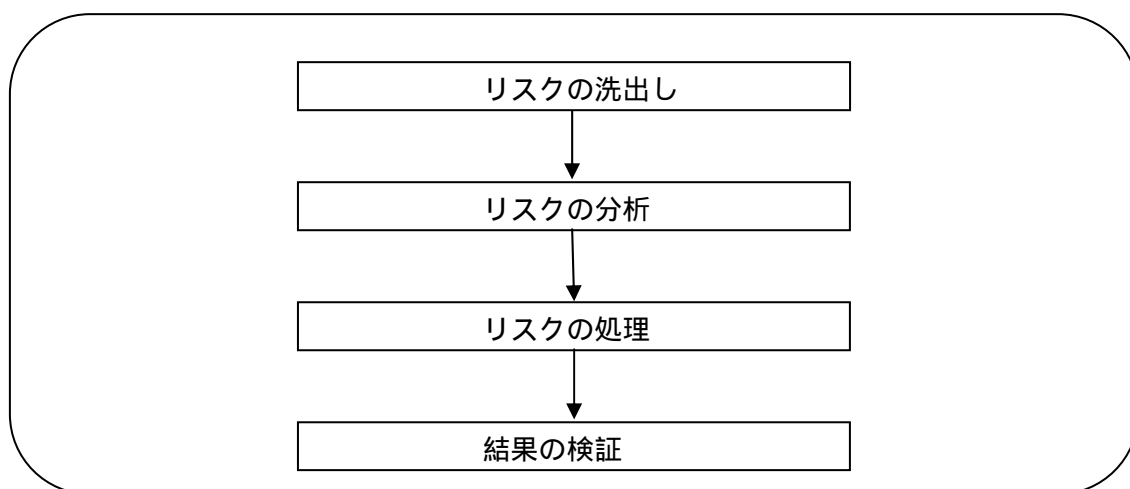 リスクの洗出し
リスクの分析
リスクの処理
結果の検証